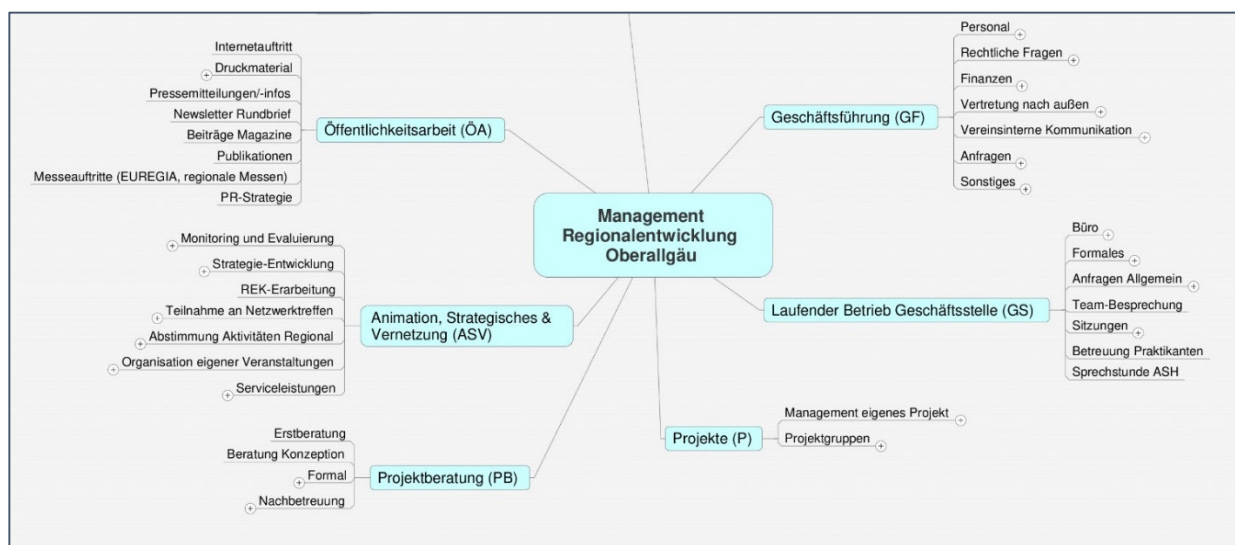 Internetauftritt
Druckmaterial
Pressemitteilungen/-infos
Newsletter Rundbrief
Beiträge Magazine
Publikationen
Messeauftritte (EUREGIA, regionale Messen)
PR-Strategie
Öffentlichkeitsarbeit (ÖA)
Monitoring und Evaluierung
Strategie-Entwicklung
REK-Erarbeitung
Teilnahme an Netzwerktreffen
Abstimmung Aktivitäten Regional
Organisation eigener Veranstaltungen
Serviceleistungen
Animation, Strategisches &
Vernetzung (ASV)
Erstberatung
Beratung Konzeption
Formal
Nachbetreuung
Projektberatung (PB)
Management
Regionalentwicklung
Oberallgäu
Geschäftsführung (GF)
Personal
Rechtliche Fragen
Finanzen
Vertretung nach außen
Vereinsinterne Kommunikation
Anfragen
Sonstiges
Laufender Betrieb Geschäftsstelle (GS)
Büro
Formales
Anfragen Allgemein
Team-Besprechung
Sitzungen
Betreuung Praktikanten
Sprechstunde ASH
Projekte (P)
Management eigenes Projekt
Projektgruppen